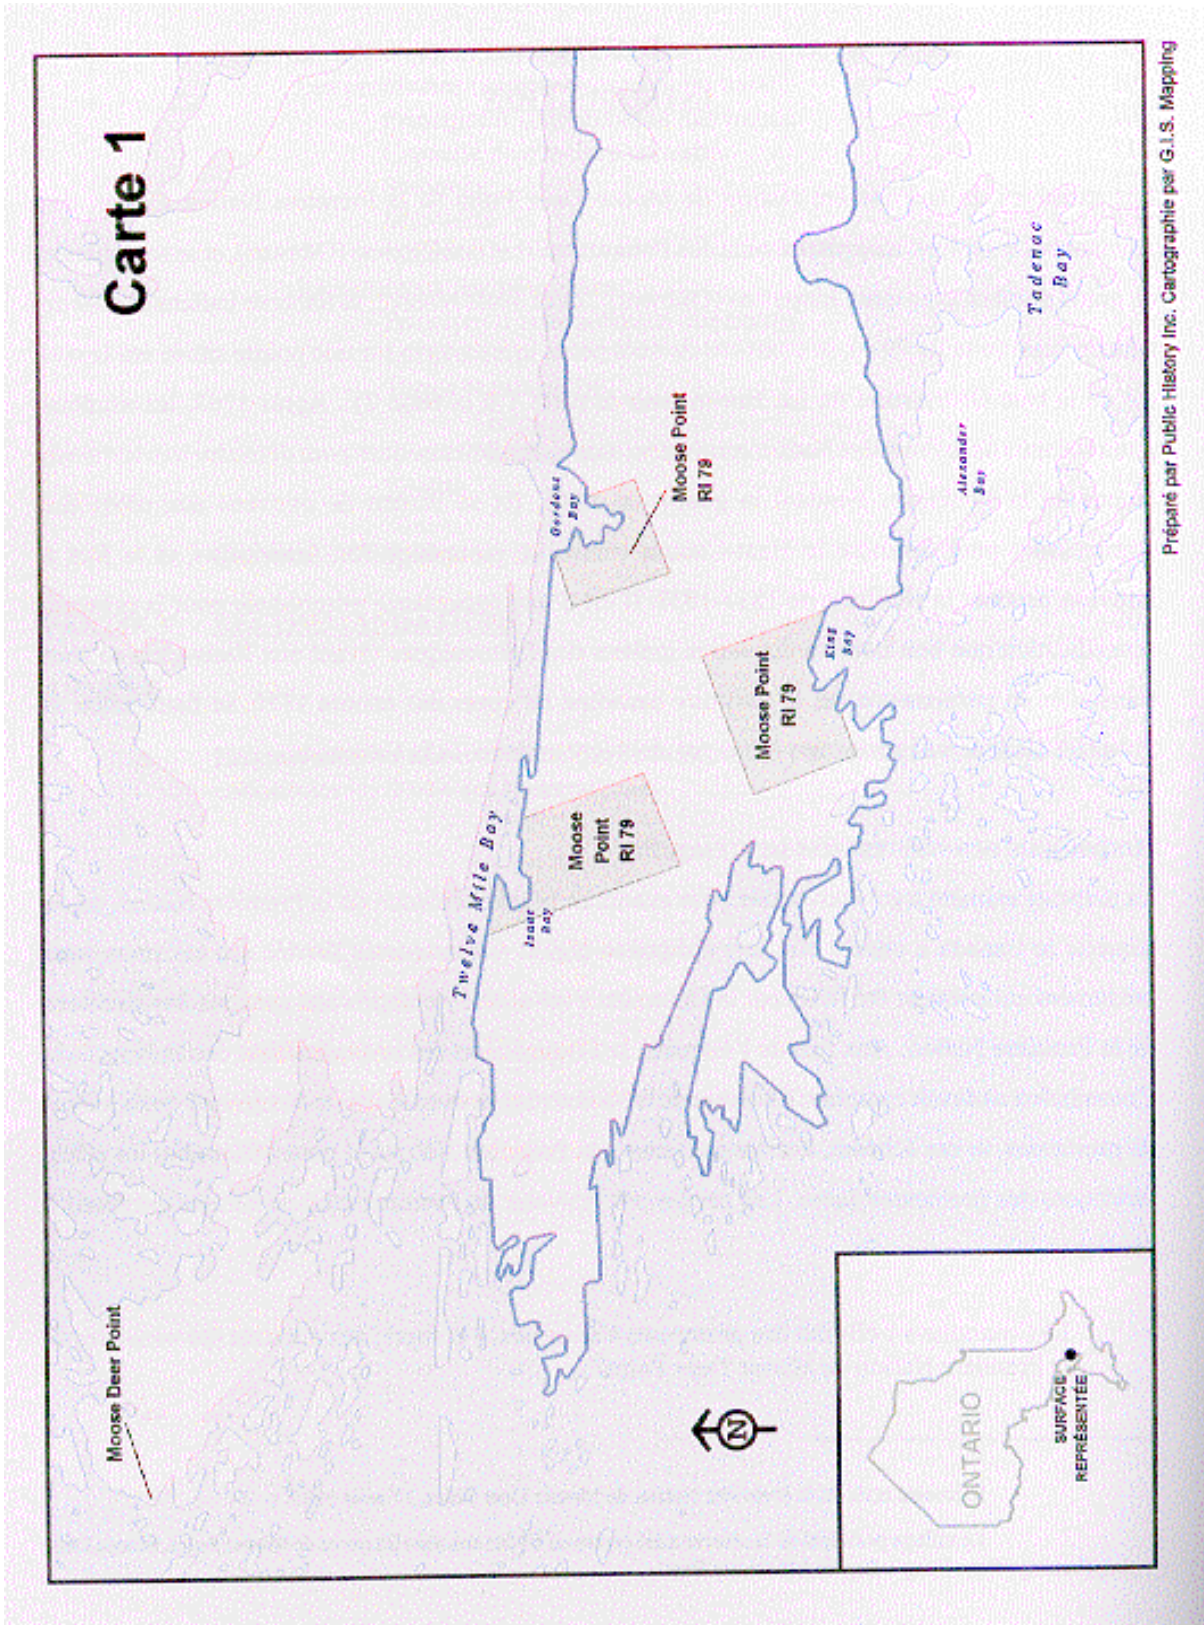 Carte 1
Moose Deer Point
Twelve Mile Bay
Isaac
Bay
Moose
Point
RI 79
Gordons
Bay
Moose Point
RI 79
Moose Point
RI 79
King
Bay
Alexander
Bay
Tadenac
Bay
N
ONTARIO
SURFACE
REPRÉSENTÉE
Préparé par Public History Inc. Cartographie par G.I.S. Mapping